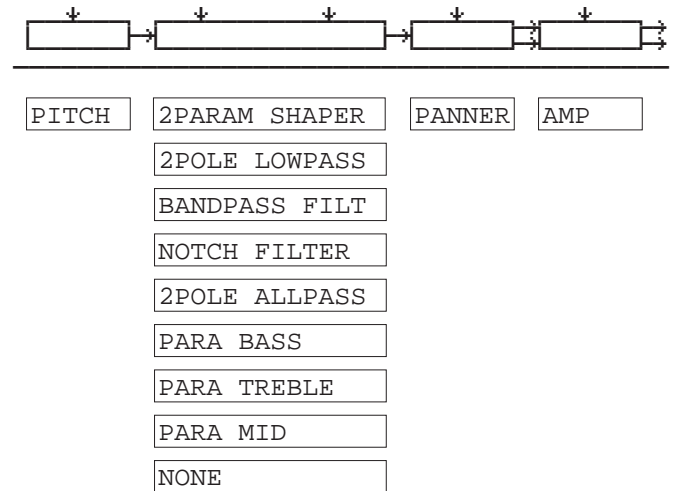 PITCH 2PARAM SHAPER PANNER AMP
2POLE LOWPASS
BANDPASS FILT
NOTCH FILTER
2POLE ALLPASS
PARA BASS
PARA TREBLE
PARA MID
NONE